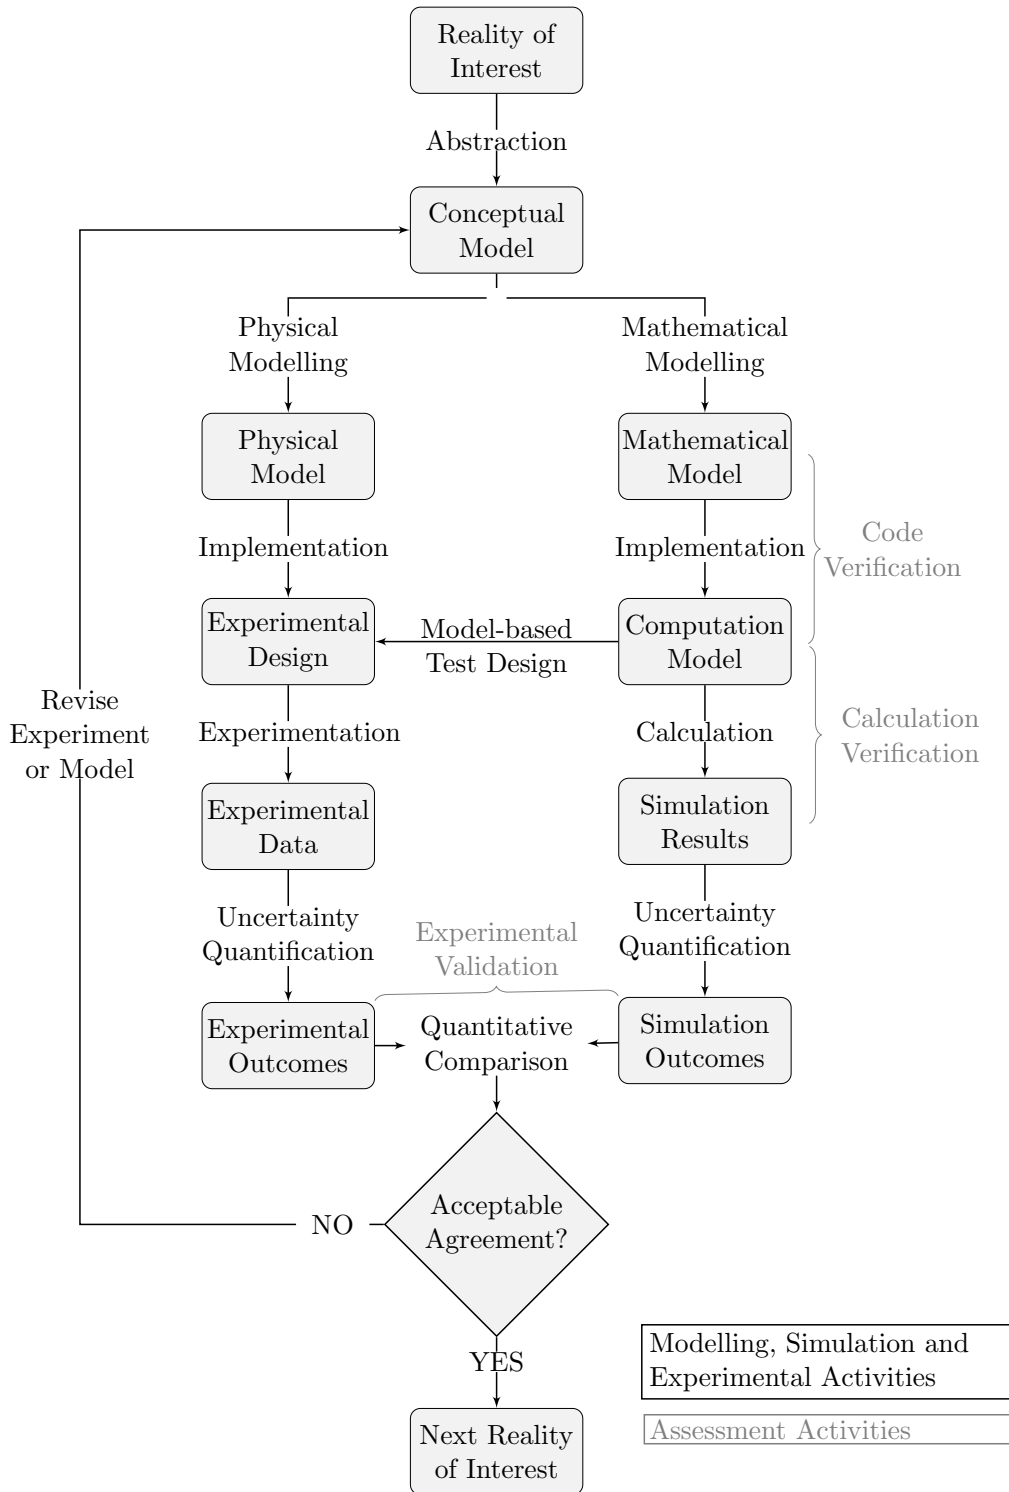 Reality of
Interest
Abstraction
Conceptual
Model
Physical
Modelling
Mathematical
Modelling
Physical
Model
Mathematical
Model
Implementation
Implementation
Code
Verification
Experimental
Design
Model-based
Test Design
Computation
Model
Revise
Experiment
or Model
Experimentation
Calculation
Calculation
Verification
Experimental
Data
Simulation
Results
Uncertainty
Quantification
Experimental
Validation
Uncertainty
Quantification
Experimental
Outcomes
Quantitative
Comparison
Simulation
Outcomes
Acceptable
Agreement?
NO
YES
Next Reality
of Interest
Modelling, Simulation and
Experimental Activities
Assessment Activities